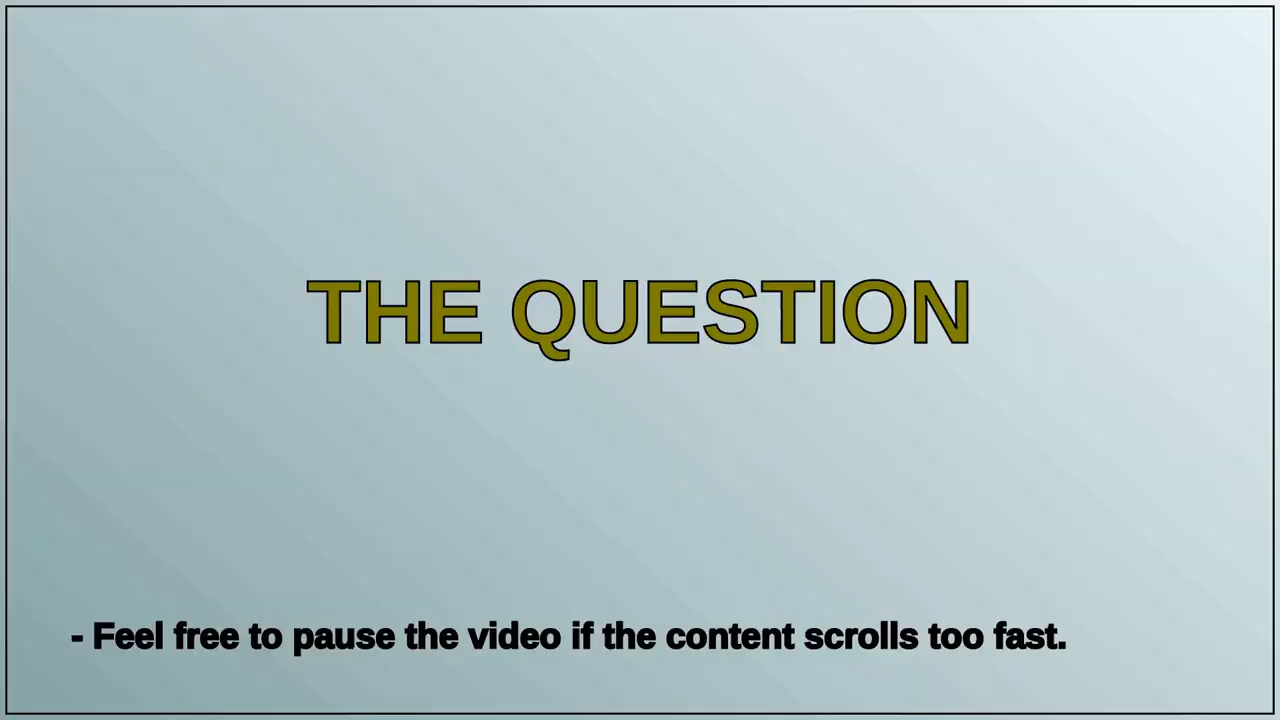 THE QUESTION
- Feel free to pause the video if the content scrolls too fast.